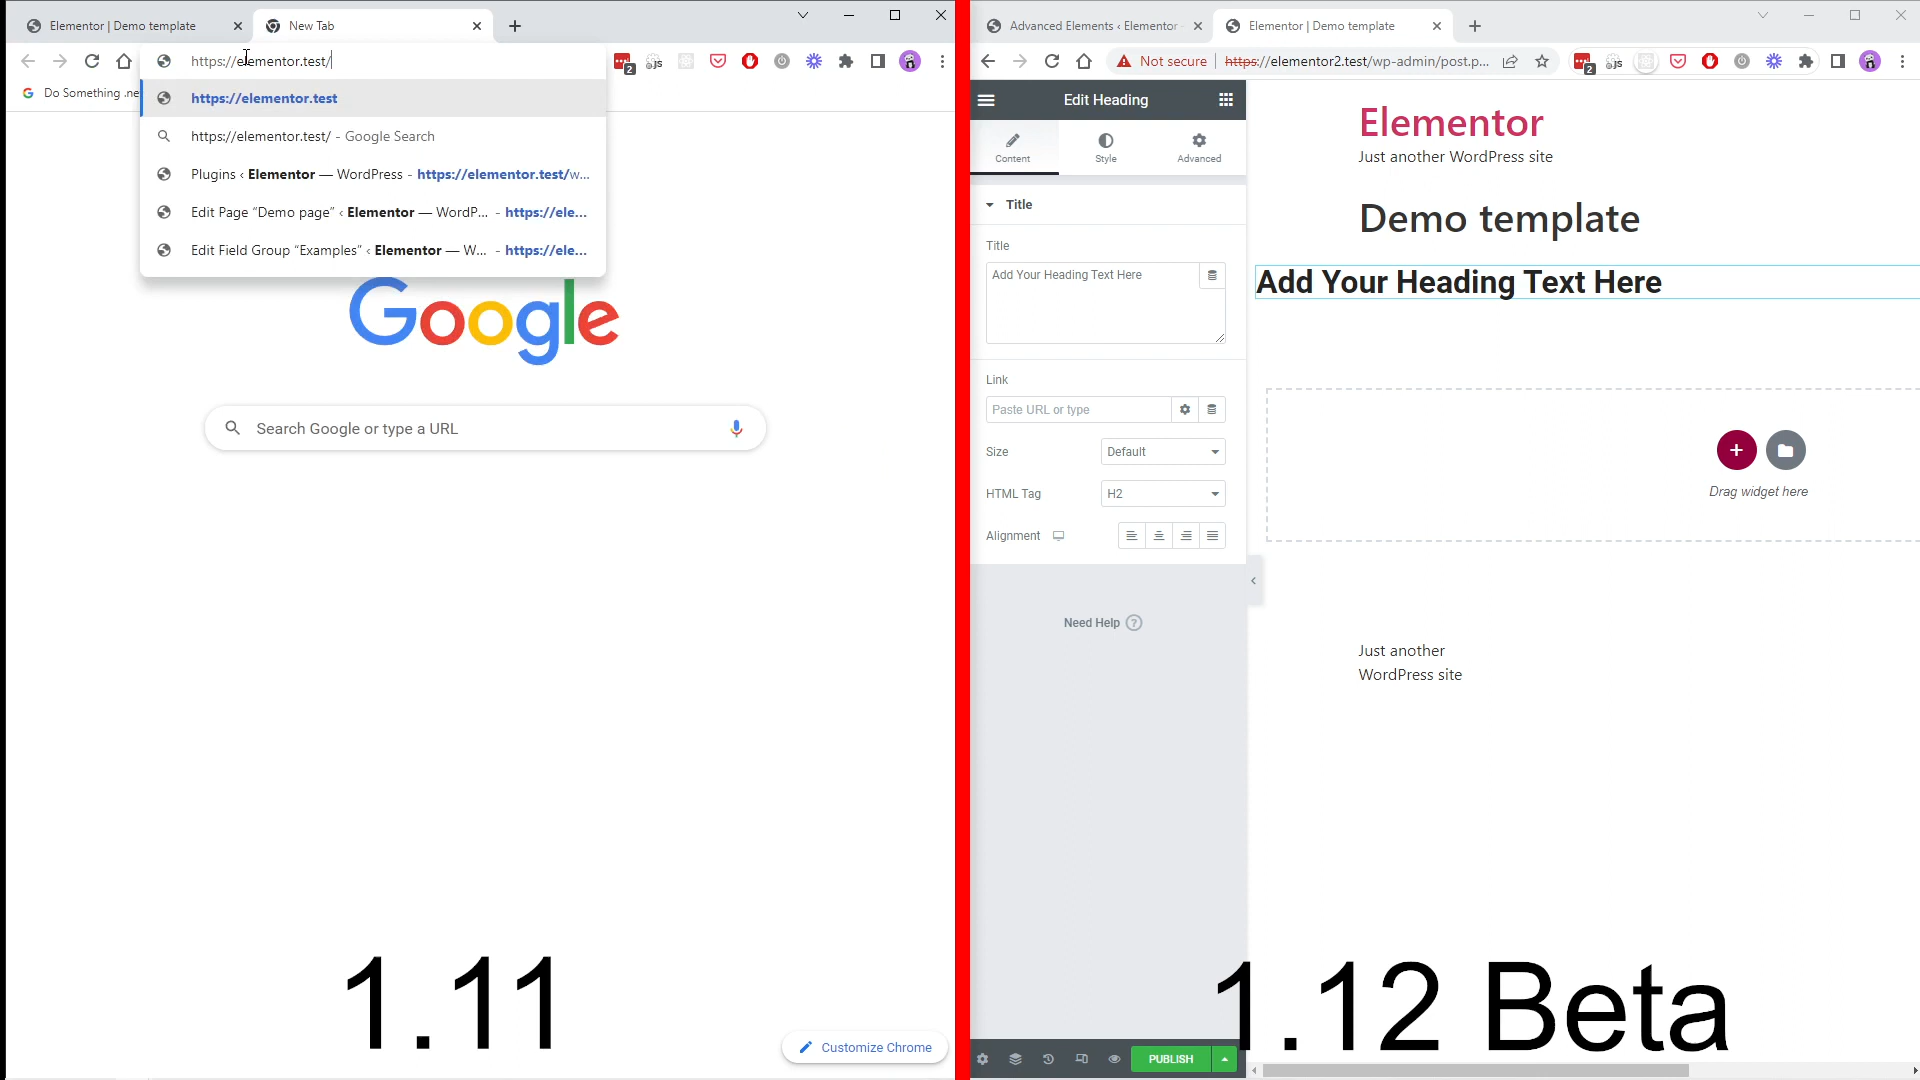 Elementor | Demo template
New Tab
https://elementor.test/
2
.js
Do Something .ne
https://elementor.test
https://elementor.test/ - Google Search
Plugins ‹ Elementor — WordPress - https://elementor.test/w...
Edit Page “Demo page” ‹ Elementor — WordP... - https://ele...
Edit Field Group “Examples” ‹ Elementor — W... - https://ele...
Google
Search Google or type a URL
1.11
Customize Chrome
Advanced Elements ‹ Elementor
Elementor | Demo template
Not secure
https://elementor2.test/wp-admin/post.p...
2
.js
Edit Heading
Content
Style
Advanced
Title
Title
Add Your Heading Text Here
Link
Paste URL or type
Size
Default
HTML Tag
H2
Alignment
Need Help ?
PUBLISH
Elementor
Just another WordPress site
Demo template
Add Your Heading Text Here
Drag widget here
Just another
WordPress site
1.12 Beta